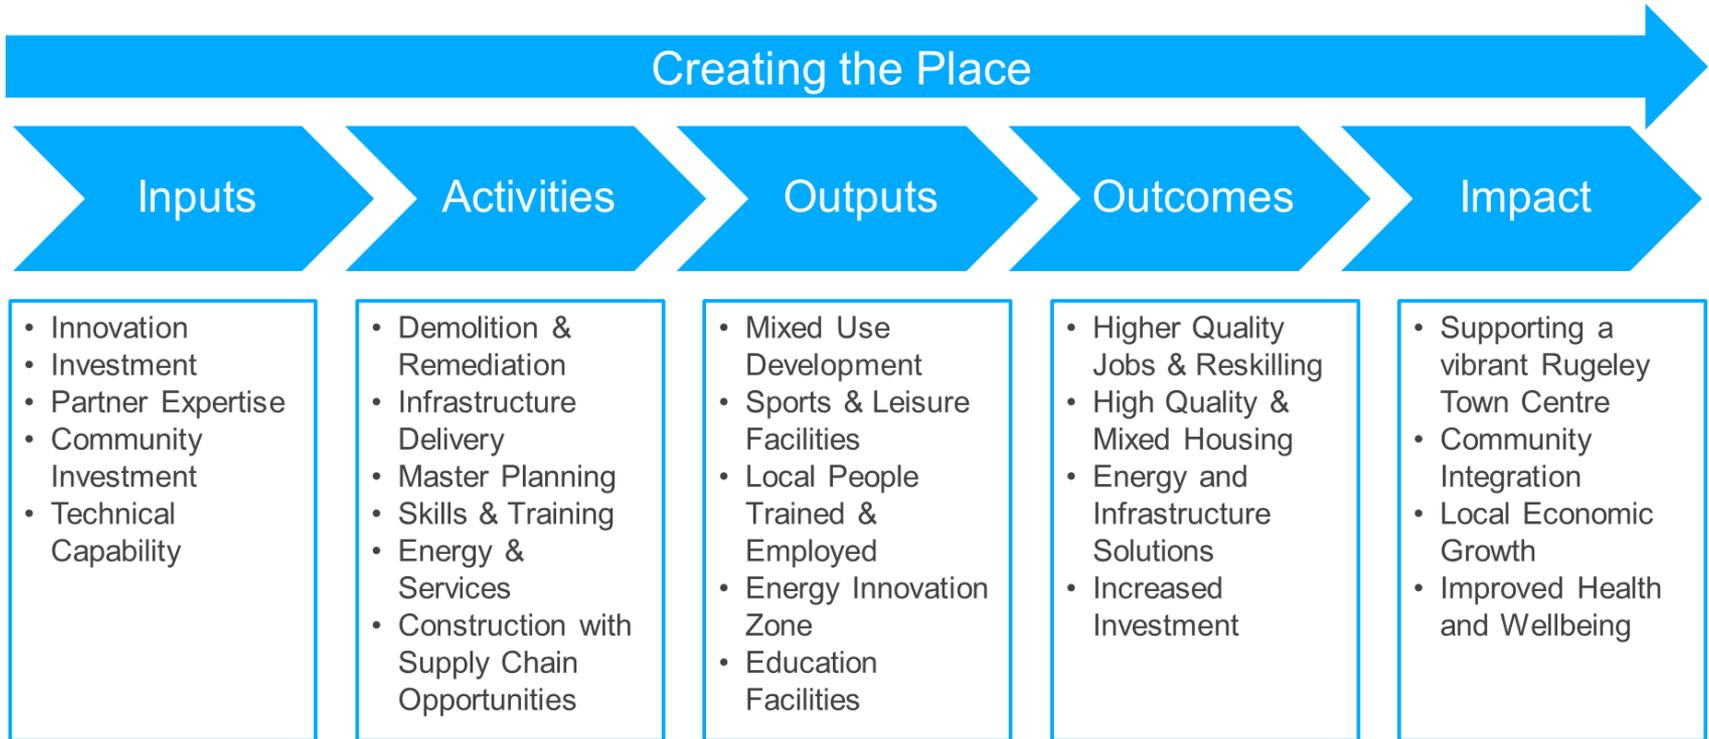 Creating the Place
Inputs
Activities
Outputs
Outcomes
Impact
• Innovation
• Investment
• Partner Expertise
• Community
Investment
• Technical
Capability
• Demolition &
Remediation
• Infrastructure
Delivery
• Master Planning
• Skills & Training
• Energy &
Services
• Construction with
Supply Chain
Opportunities
• Mixed Use
Development
• Sports & Leisure
Facilities
• Local People
Trained &
Employed
• Energy Innovation
Zone
• Education
Facilities
• Higher Quality
Jobs & Reskilling
• High Quality &
Mixed Housing
• Energy and
Infrastructure
Solutions
• Increased
Investment
• Supporting a
vibrant Rugeley
Town Centre
• Community
Integration
• Local Economic
Growth
• Improved Health
and Wellbeing